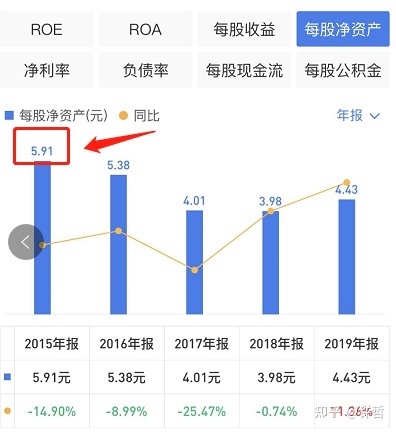 ROE ROA 每股收益 每股净资产
净利率 负债率 每股现金流 每股公积金
每股净资产(元) 同比 年报
5.91
5.38
4.01
3.98
4.43
2015年报 2016年报 2017年报 2018年报 2019年报
5.91元 5.38元 4.01元 3.98元 4.43元
-14.90% -8.99% -25.47% -0.74%
知乎